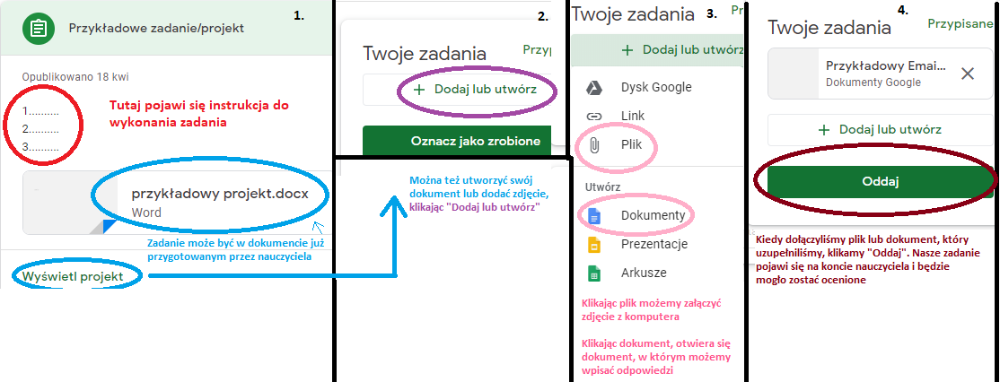 1.
Przykładowe zadanie/projekt
Opublikowano 18 kwi
1..........
2..........
3..........
Tutaj pojawi się instrukcja do
wykonania zadania
przykładowy projekt.docx
Word
Zadanie może być w dokumencie już
przygotowanym przez nauczyciela
Wyświetl projekt
2.
Twoje zadania
Przyp
+ Dodaj lub utwórz
Oznacz jako zrobione
Można też utworzyć swój
dokument lub dodać zdjęcie,
klikając "Dodaj lub utwórz"
3.
Twoje zadania
Pr
+ Dodaj lub utwórz
Dysk Google
Link
Plik
Utwórz
Dokumenty
Prezentacje
Arkusze
Klikając plik możemy załączyć
zdjęcie z komputera
Klikając dokument, otwiera się
dokument, w którym możemy
wpisać odpowiedzi
4.
Twoje zadania
Przypisane
Przykładowy Emai...
Dokumenty Google
+ Dodaj lub utwórz
Oddaj
Kiedy dołączyliśmy plik lub dokument, który
uzupełniliśmy, klikamy "Oddaj". Nasze zadanie
pojawi się na koncie nauczyciela i będzie
mogło zostać ocenione